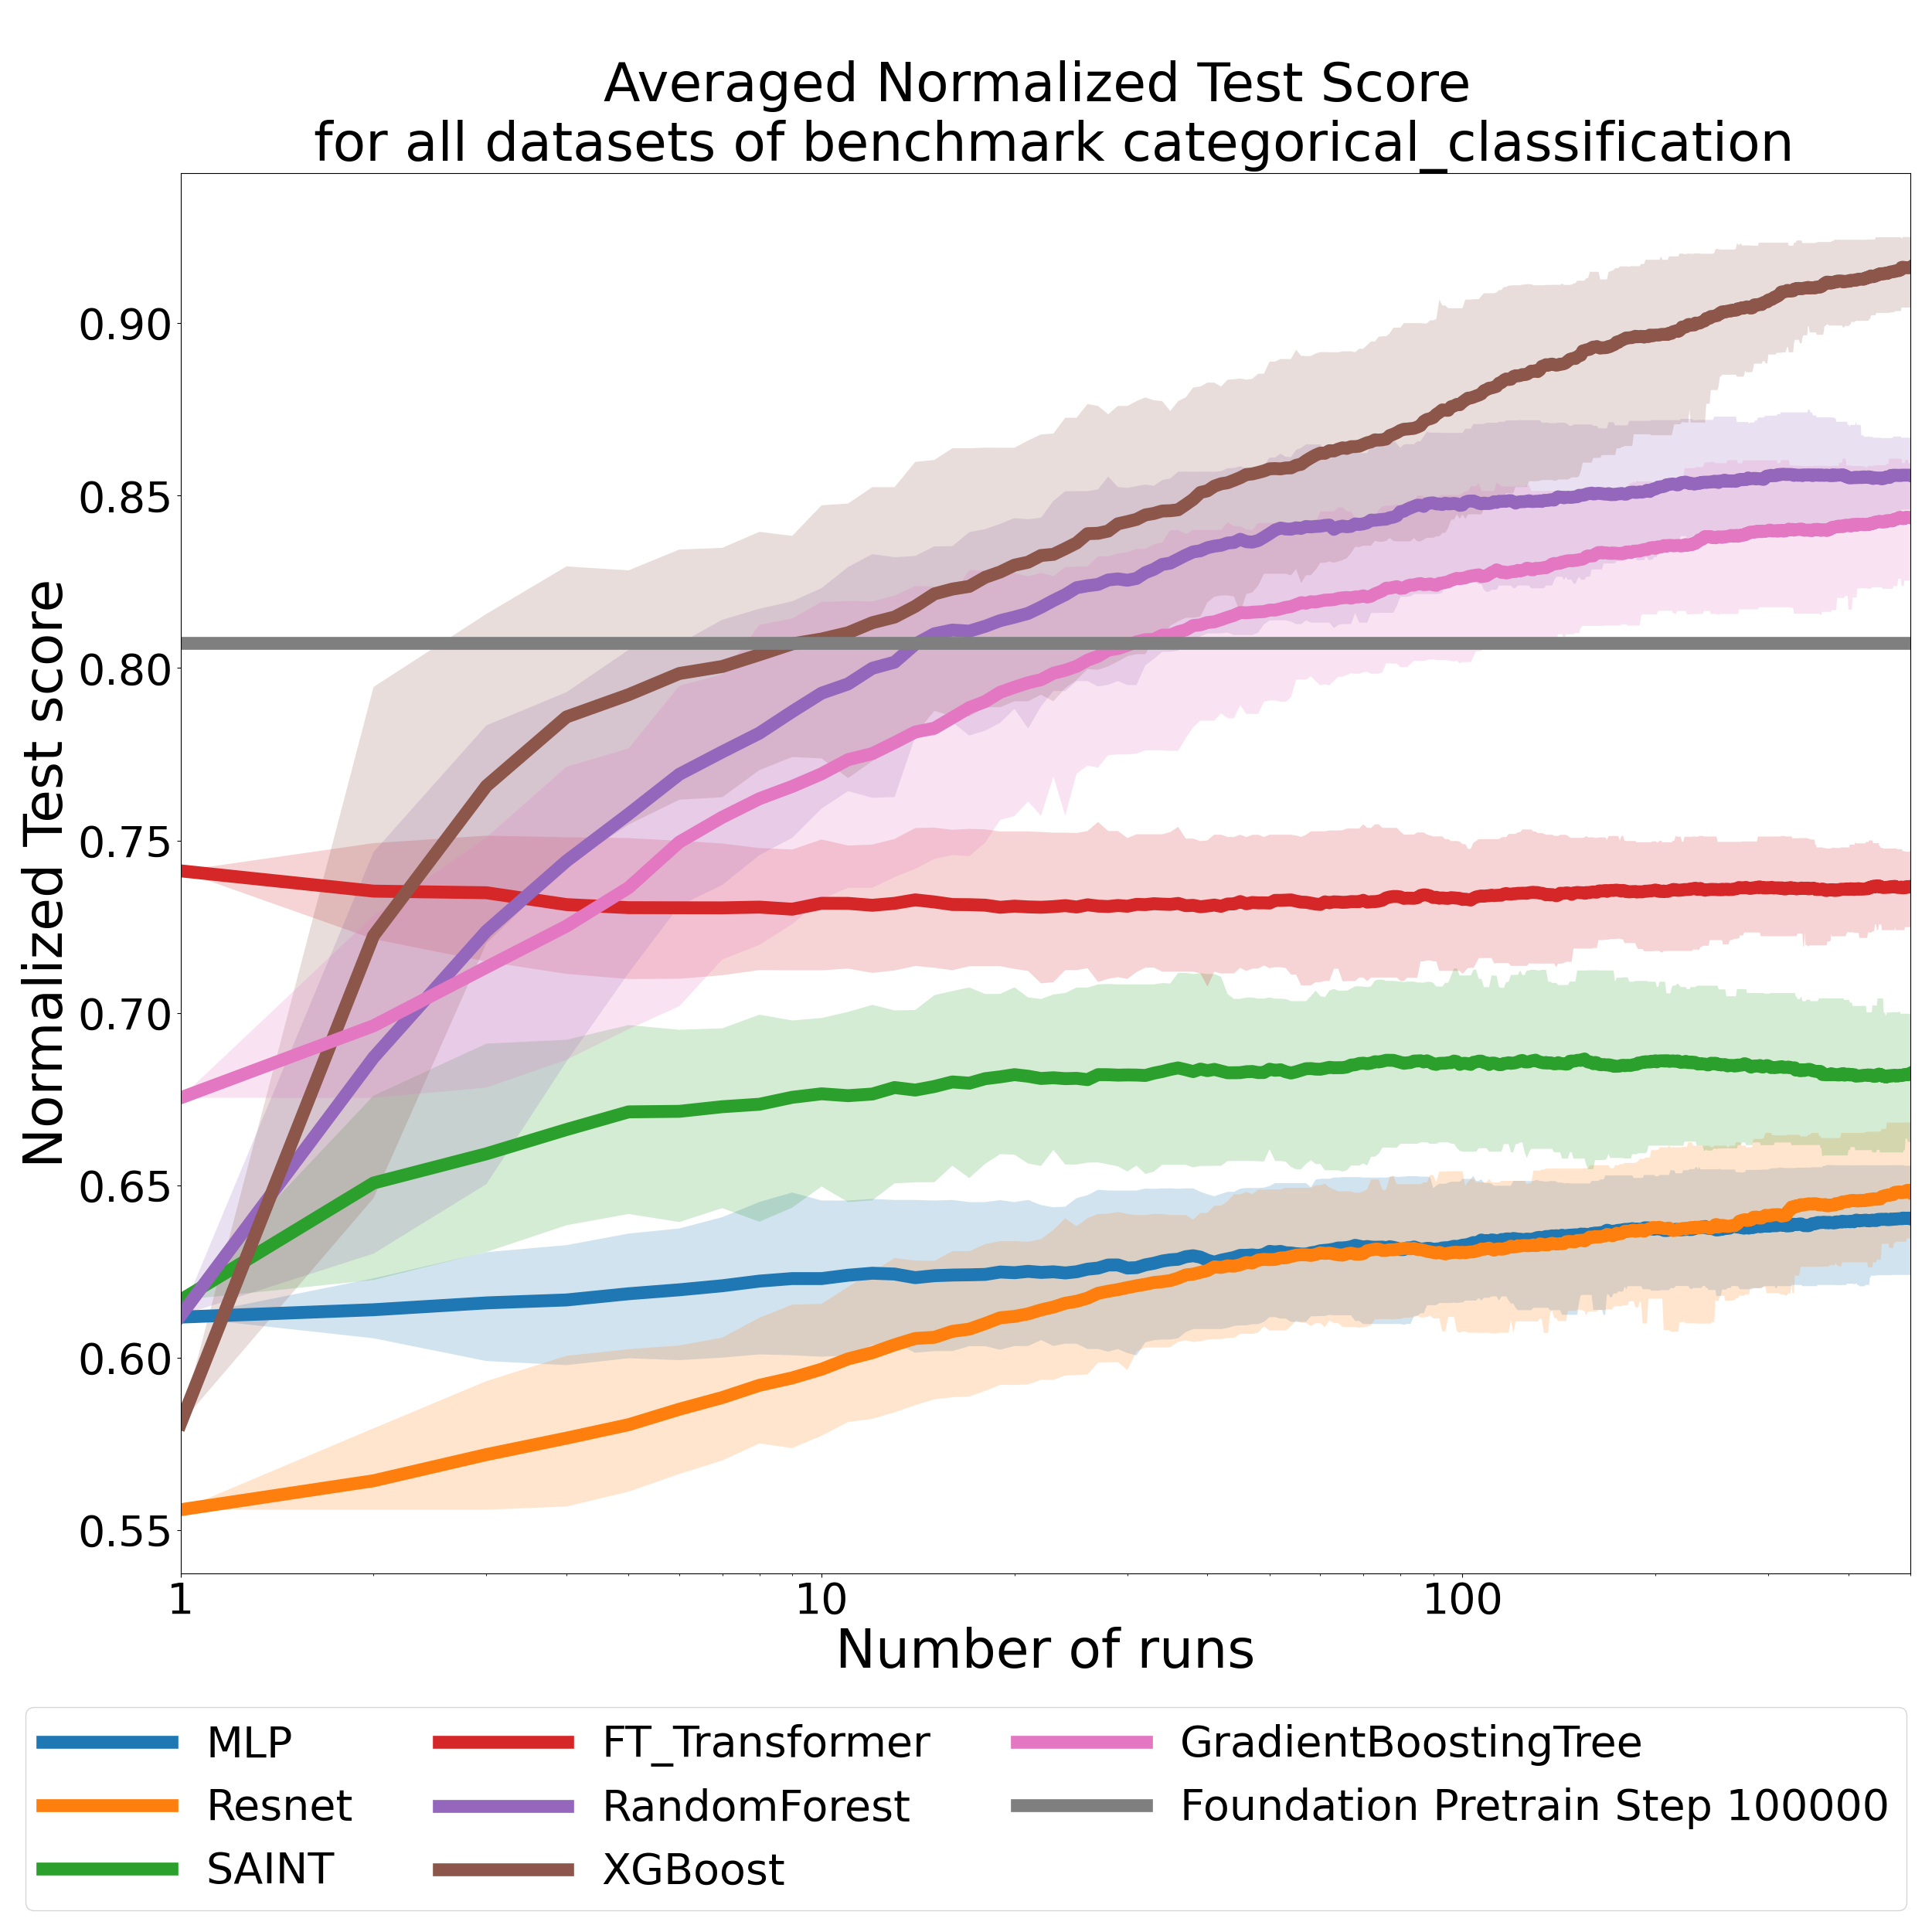 Averaged Normalized Test Score
for all datasets of benchmark categorical_classification
Normalized Test score
0.90
0.85
0.80
0.75
0.70
0.65
0.60
0.55
1
10
100
Number of runs
MLP
Resnet
SAINT
FT_Transformer
RandomForest
XGBoost
GradientBoostingTree
Foundation Pretrain Step 100000